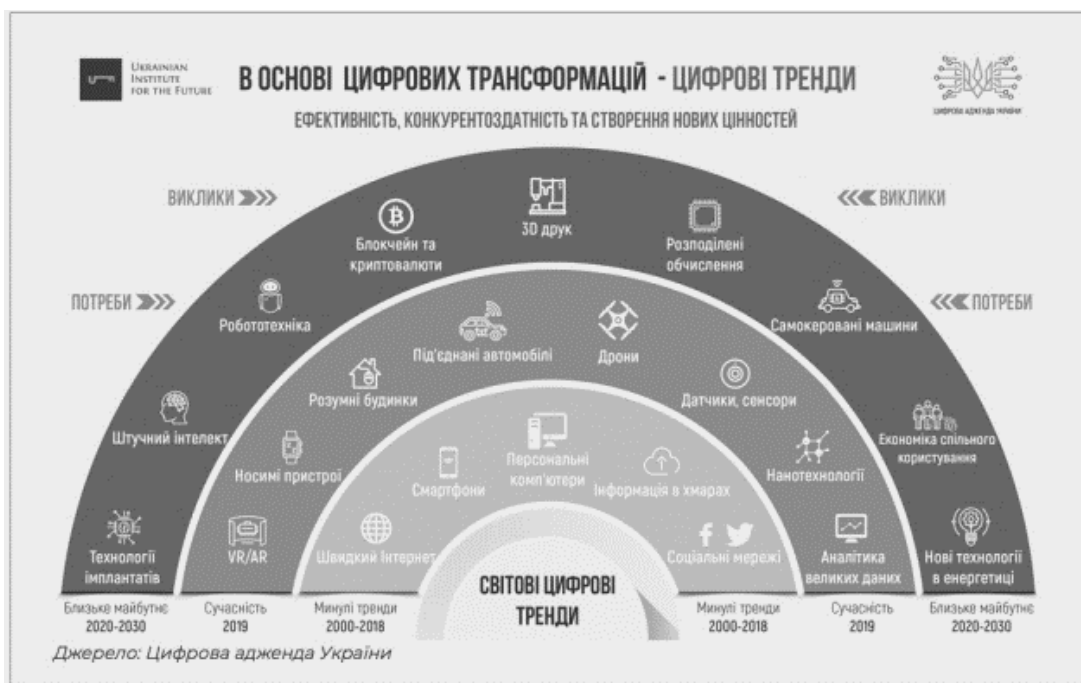 UKRAINIAN
INSTITUTE
FOR THE FUTURE
В ОСНОВІ ЦИФРОВИХ ТРАНСФОРМАЦІЙ - ЦИФРОВІ ТРЕНДИ
ЕФЕКТИВНІСТЬ, КОНКУРЕНТОЗДАТНІСТЬ ТА СТВОРЕННЯ НОВИХ ЦІННОСТЕЙ
ЦИФРОВА АДЖЕНДА УКРАЇНИ
ВИКЛИКИ
ВИКЛИКИ
ПОТРЕБИ
ПОТРЕБИ
Технології
імплантатів
Штучний інтелект
Робототехніка
Блокчейн та
криптовалюти
3D друк
Розподілені
обчислення
Самокеровані машини
Економіка спільного
користування
Нові технології
в енергетиці
VR/AR
Носимі пристрої
Розумні будинки
Під'єднані автомобілі
Дрони
Датчики, сенсори
Нанотехнології
Аналітика
великих даних
Швидкий Інтернет
Смартфони
Персональні
комп'ютери
Інформація в хмарах
Соціальні мережі
СВІТОВІ ЦИФРОВІ
ТРЕНДИ
Близьке майбутнє
2020-2030
Сучасність
2019
Минулі тренди
2000-2018
Минулі тренди
2000-2018
Сучасність
2019
Близьке майбутнє
2020-2030
Джерело: Цифрова адженда України